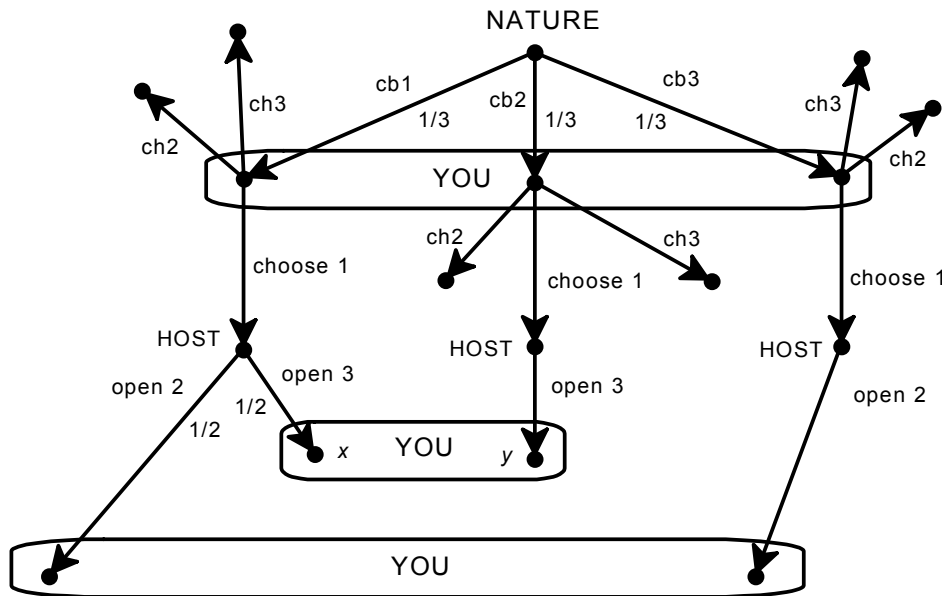 NATURE
cb1
cb2
cb3
ch3
ch3
1/3
1/3
1/3
ch2
ch2
YOU
ch2
ch3
choose 1
choose 1
choose 1
HOST
HOST
HOST
open 2
open 3
open 3
open 2
1/2
1/2
x
YOU
y
YOU